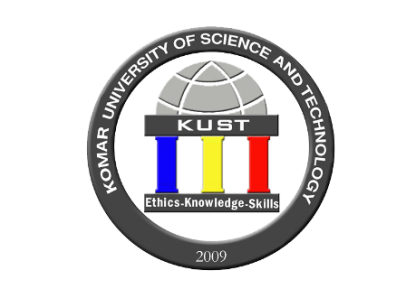 KOMAR UNIVERSITY OF SCIENCE AND TECHNOLOGY
KUST
Ethics-Knowledge-Skills
2009